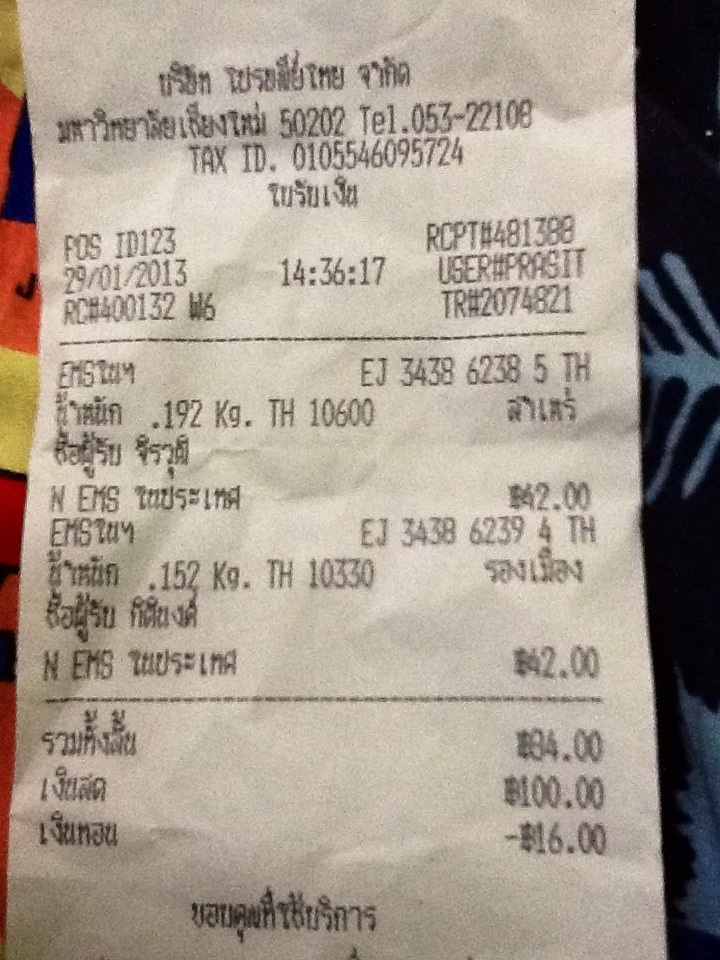 บริษัท ไปรษณีย์ไทย จำกัด
มหาวิทยาลัยเชียงใหม่ 50202 Tel.053-22108
TAX ID. 0105546095724
ใบรับเงิน
POS ID123 RCPT#481388
29/01/2013 14:36:17 USER#PRASIT
RC#400132 W6 TR#2074821
EMSในฯ EJ 3438 6238 5 TH
น้ำหนัก .192 Kg. TH 10600 สำเหร่
ชื่อผู้รับ จิรวุฒิ
N EMS ในประเทศ ฿42.00
EMSในฯ EJ 3438 6239 4 TH
น้ำหนัก .152 Kg. TH 10330 รองเมือง
ชื่อผู้รับ กิติยงค์
N EMS ในประเทศ ฿42.00
รวมทั้งสิ้น ฿84.00
เงินสด ฿100.00
เงินทอน -฿16.00
ขอบคุณที่ใช้บริการ